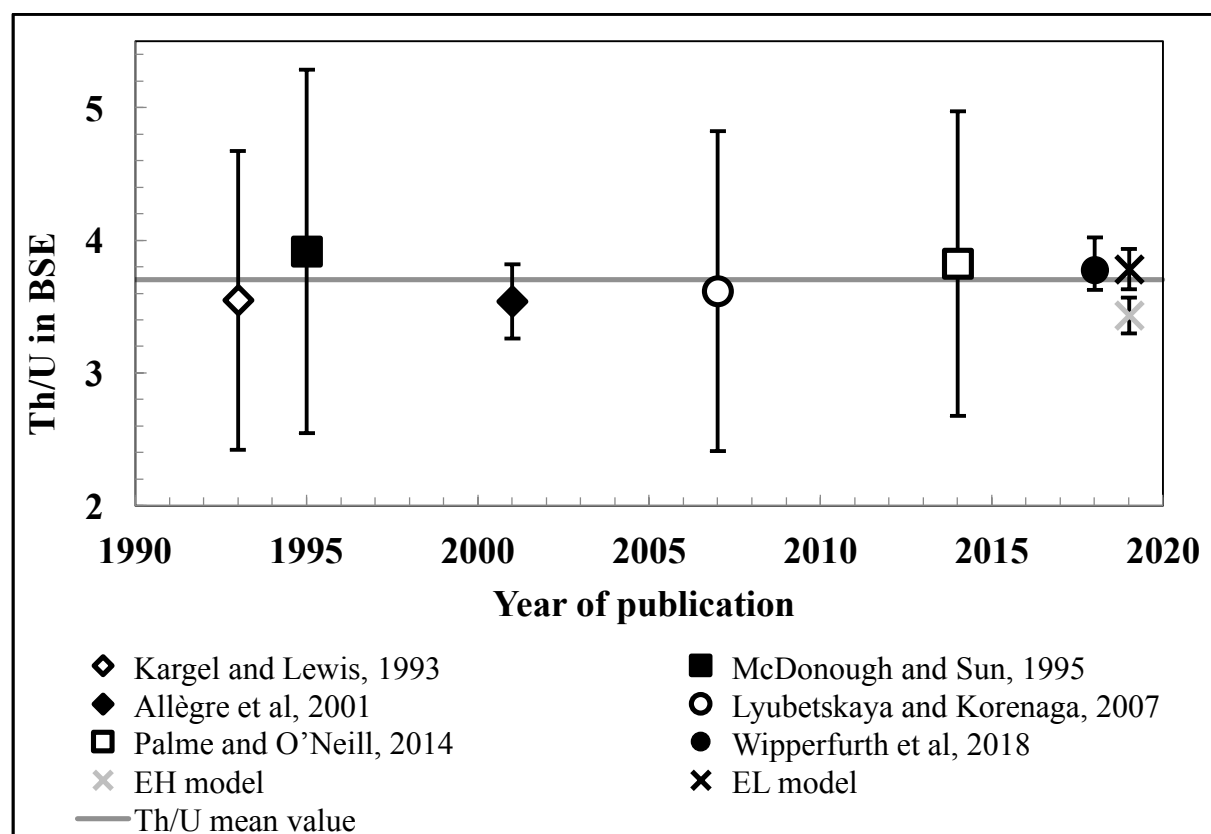 5
4
3
2
Th/U in BSE
1990 1995 2000 2005 2010 2015 2020
Year of publication
Kargel and Lewis, 1993 McDonough and Sun, 1995
Allègre et al, 2001 Lyubetskaya and Korenaga, 2007
Palme and O’Neill, 2014 Wipperfurth et al, 2018
EH model EL model
Th/U mean value